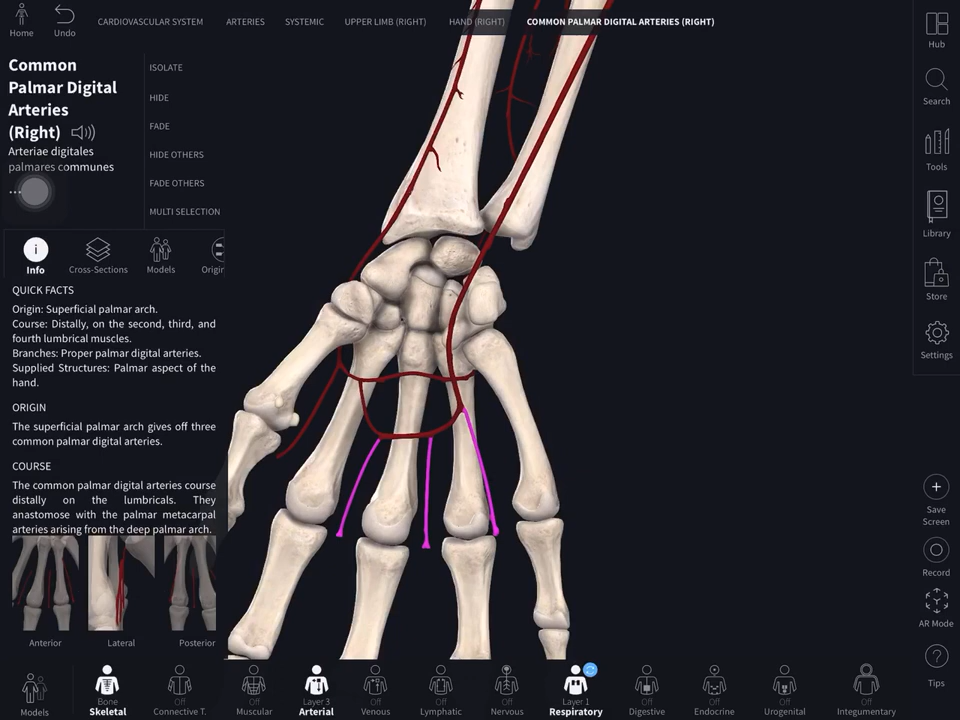 Home
Undo
CARDIOVASCULAR SYSTEM
ARTERIES
SYSTEMIC
UPPER LIMB (RIGHT)
HAND (RIGHT)
COMMON PALMAR DIGITAL ARTERIES (RIGHT)
Common
Palmar Digital
Arteries
(Right)
Arteriae digitales
palmares communes
...
ISOLATE
HIDE
FADE
HIDE OTHERS
FADE OTHERS
MULTI SELECTION
i
Info
Cross-Sections
Models
Origin
QUICK FACTS
Origin: Superficial palmar arch.
Course: Distally, on the second, third, and
fourth lumbrical muscles.
Branches: Proper palmar digital arteries.
Supplied Structures: Palmar aspect of the
hand.
ORIGIN
The superficial palmar arch gives off three
common palmar digital arteries.
COURSE
The common palmar digital arteries course
distally on the lumbricals. They
anastomose with the palmar metacarpal
arteries arising from the deep palmar arch.
Anterior
Lateral
Posterior
Hub
Search
Tools
Library
Store
Settings
Save
Screen
Record
AR Mode
Tips
Models
Bone
Skeletal
Off
Connective T.
Off
Muscular
Layer 3
Arterial
Off
Venous
Off
Lymphatic
Off
Nervous
Layer 1
Respiratory
Off
Digestive
Off
Endocrine
Off
Urogenital
Off
Integumentary